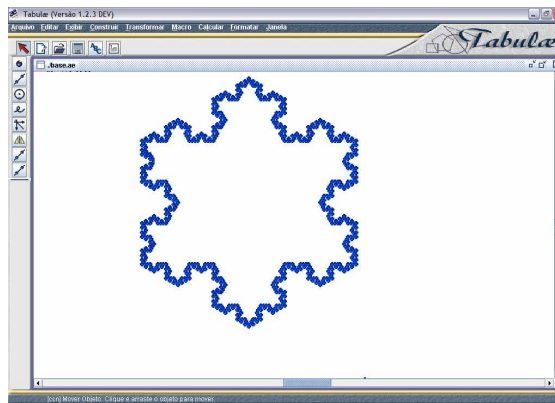 Tabulæ (Versão 1.2.3 DEV)
Arquivo Editar Exibir Construir Transformar Macro Calcular Formatar Janela
Tabulæ
.base.ae
[csn] Mover Objeto: Clique e arraste o objeto para mover.